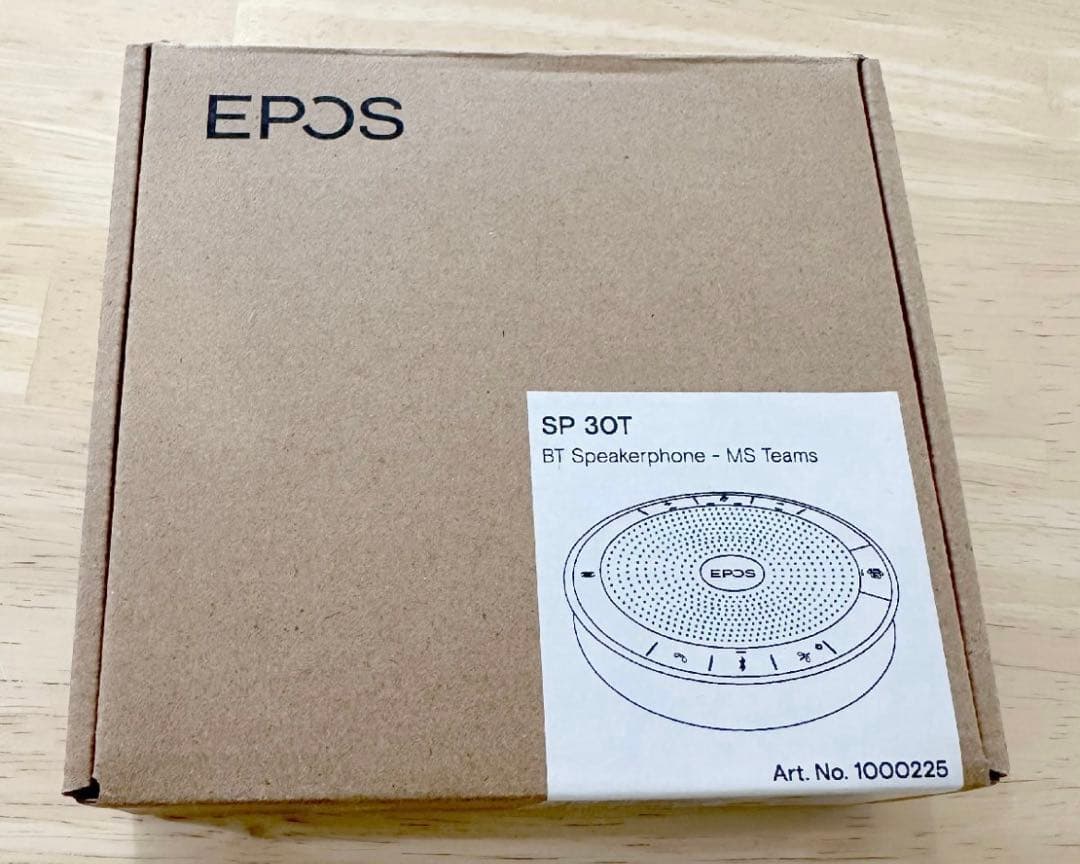 EPOS
SP 30T
BT Speakerphone - MS Teams
EPOS
Art. No. 1000225